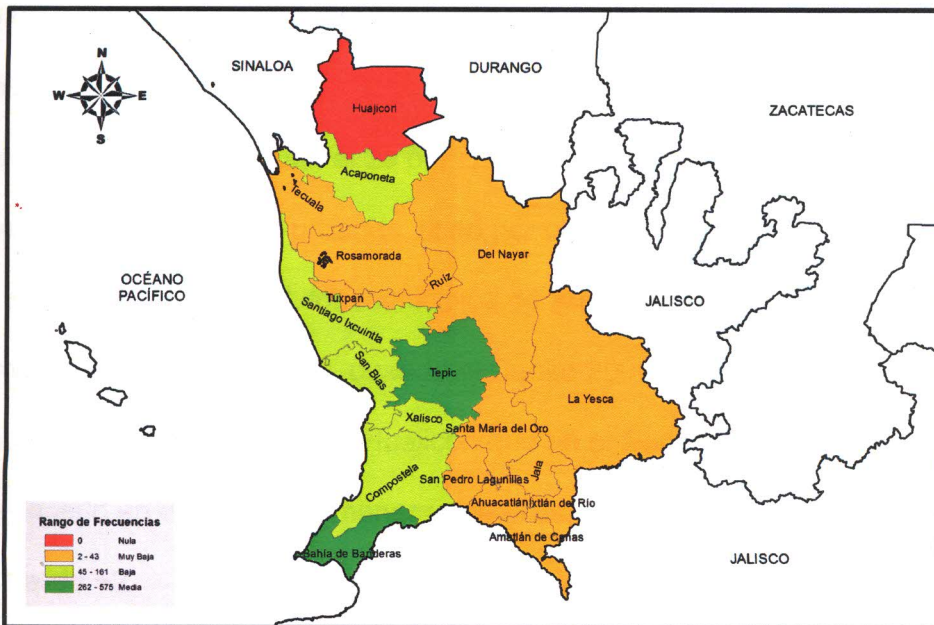 N
W E
S
SINALOA
DURANGO
ZACATECAS
Huajicori
Acaponeta
Tecuala
Del Nayar
Rosamorada
Ruiz
OCÉANO
PACÍFICO
Tuxpan
JALISCO
Santiago Ixcuintla
San Blas
Tepic
La Yesca
Xalisco
Santa María del Oro
Compostela
San Pedro Lagunillas
Jala
Ahuacatlán
Ixtlán del Río
Amatlán de Cañas
Bahía de Banderas
JALISCO
Rango de Frecuencias
0 Nula
2 - 43 Muy Baja
45 - 161 Baja
262 - 575 Media